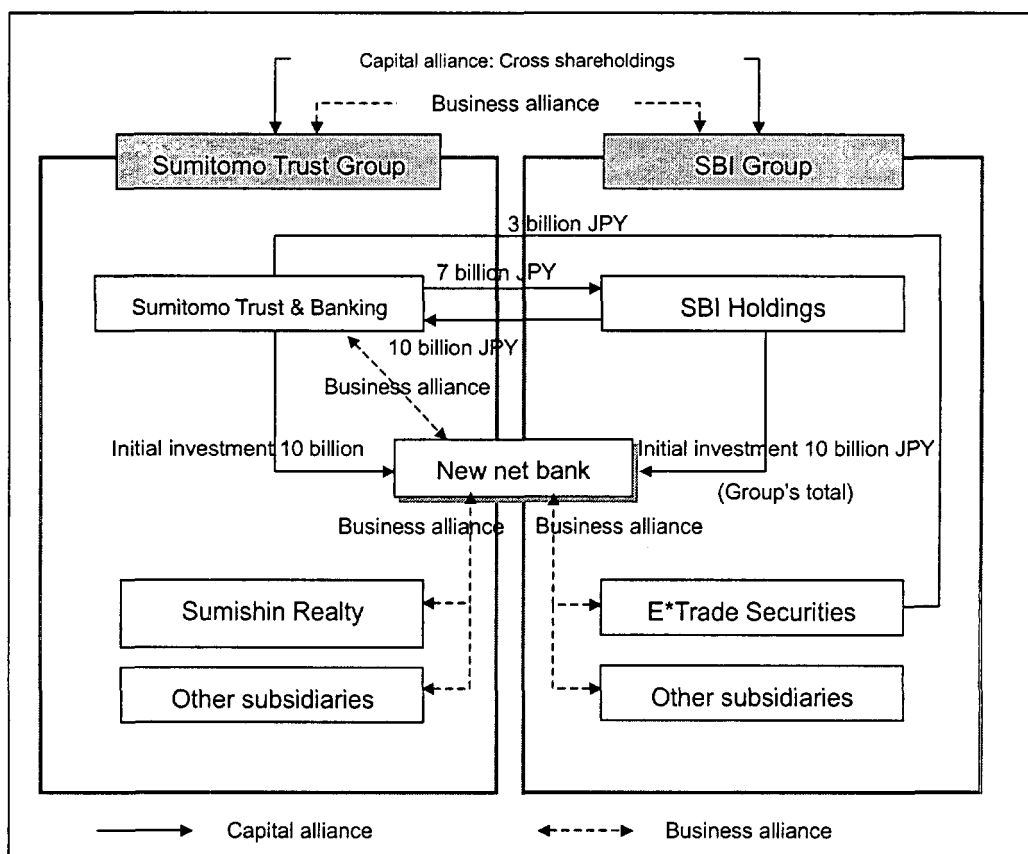 Capital alliance: Cross shareholdings
Business alliance
Sumitomo Trust Group
SBI Group
3 billion JPY
7 billion JPY
Sumitomo Trust & Banking
SBI Holdings
10 billion JPY
Business alliance
Initial investment 10 billion
New net bank
Initial investment 10 billion JPY
(Group's total)
Business alliance
Business alliance
Sumishin Realty
E*Trade Securities
Other subsidiaries
Other subsidiaries
Capital alliance
Business alliance